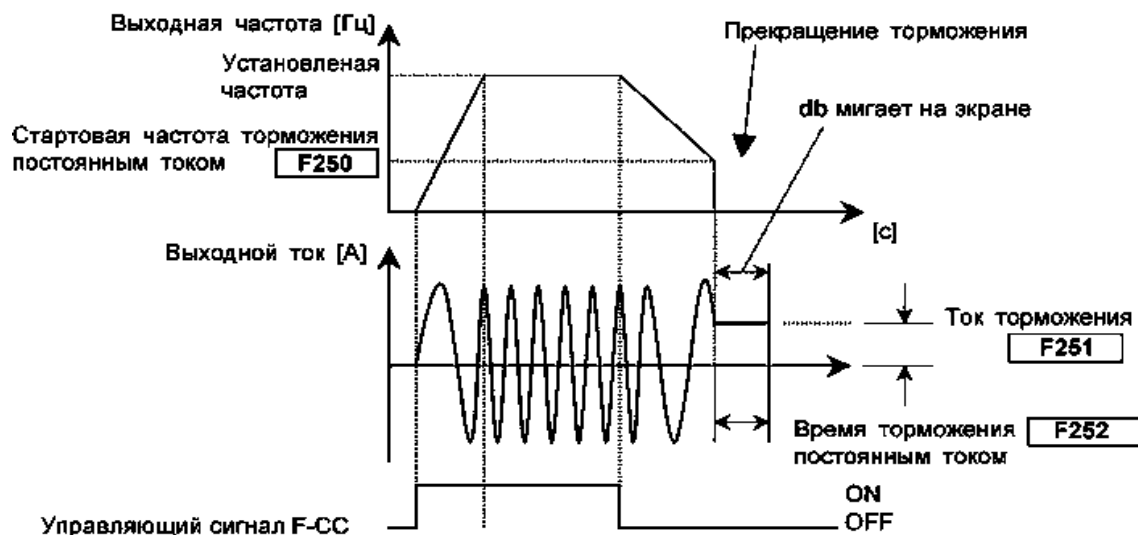 Выходная частота [Гц]
Установленая
частота
Стартовая частота торможения
постоянным током F250
Прекращение торможения
db мигает на экране
[с]
Выходной ток [А]
Ток торможения
F251
Время торможения F252
постоянным током
Управляющий сигнал F-CC
ON
OFF